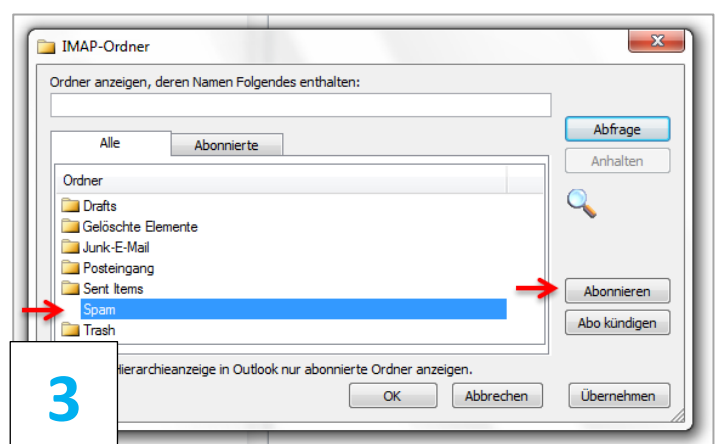 IMAP-Ordner
Ordner anzeigen, deren Namen Folgendes enthalten:
Abfrage
Alle Abonnierte
Anhalten
Ordner
Drafts
Gelöschte Elemente
Junk-E-Mail
Posteingang
Sent Items
Abonnieren
Spam
Abo kündigen
Trash
Hierarchieanzeige in Outlook nur abonnierte Ordner anzeigen.
3
OK Abbrechen Übernehmen